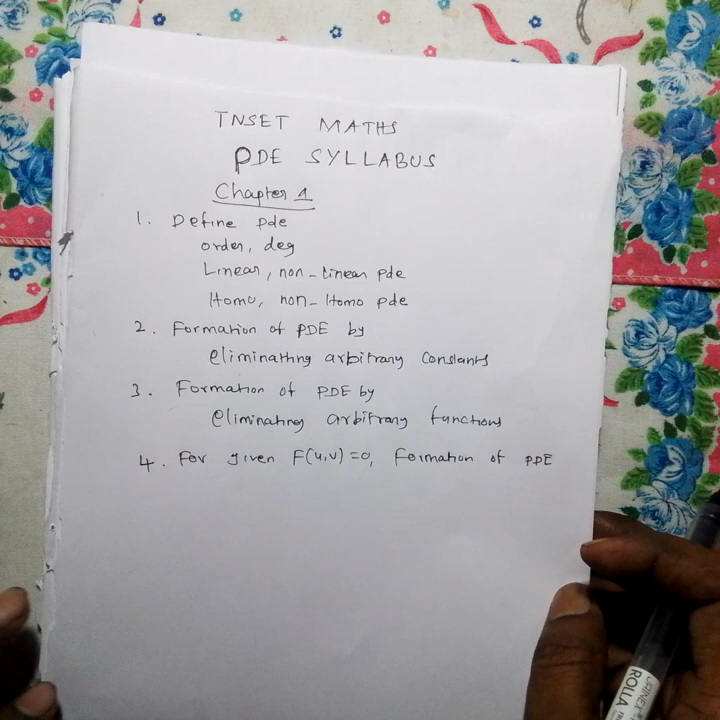 TNSET MATHS
PDE SYLLABUS
Chapter 1
1. Define pde
order, deg
Linear, non-linear pde
Homo, non-Homo pde
2. Formation of PDE by
eliminating arbitrary constants
3. Formation of PDE by
eliminating arbitrary functions
4. For given F(u,v)=0, Formation of PDE
ROLLA